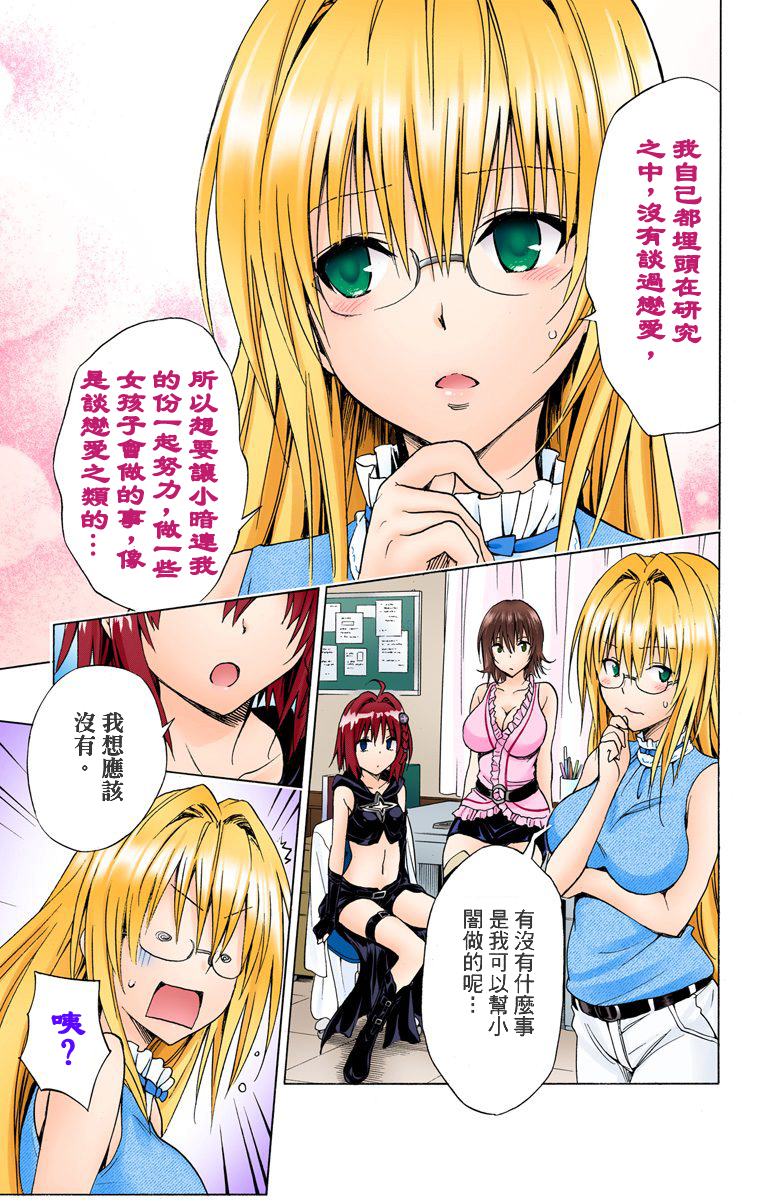 我自己都埋頭在研究
之中，沒有談過戀愛，
所以想要讓小暗連我
的份一起努力，做一些
女孩子會做的事，像
是談戀愛之類的…
有沒有什麼事
是我可以幫小
闇做的呢…
我想應該
沒有。
咦？